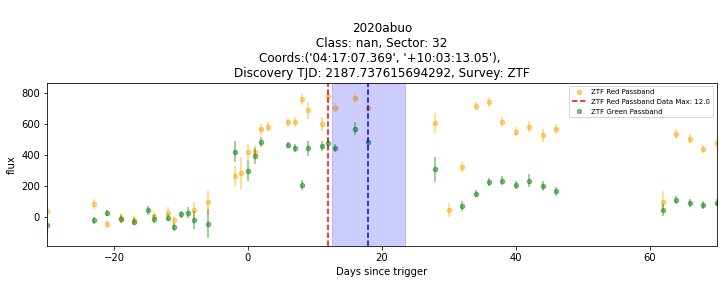 2020abuo
Class: nan, Sector: 32
Coords:('04:17:07.369', '+10:03:13.05'),
Discovery TJD: 2187.737615694292, Survey: ZTF
800
600
400
200
0
flux
ZTF Red Passband
ZTF Red Passband Data Max: 12.0
ZTF Green Passband
−20
0
20
40
60
Days since trigger